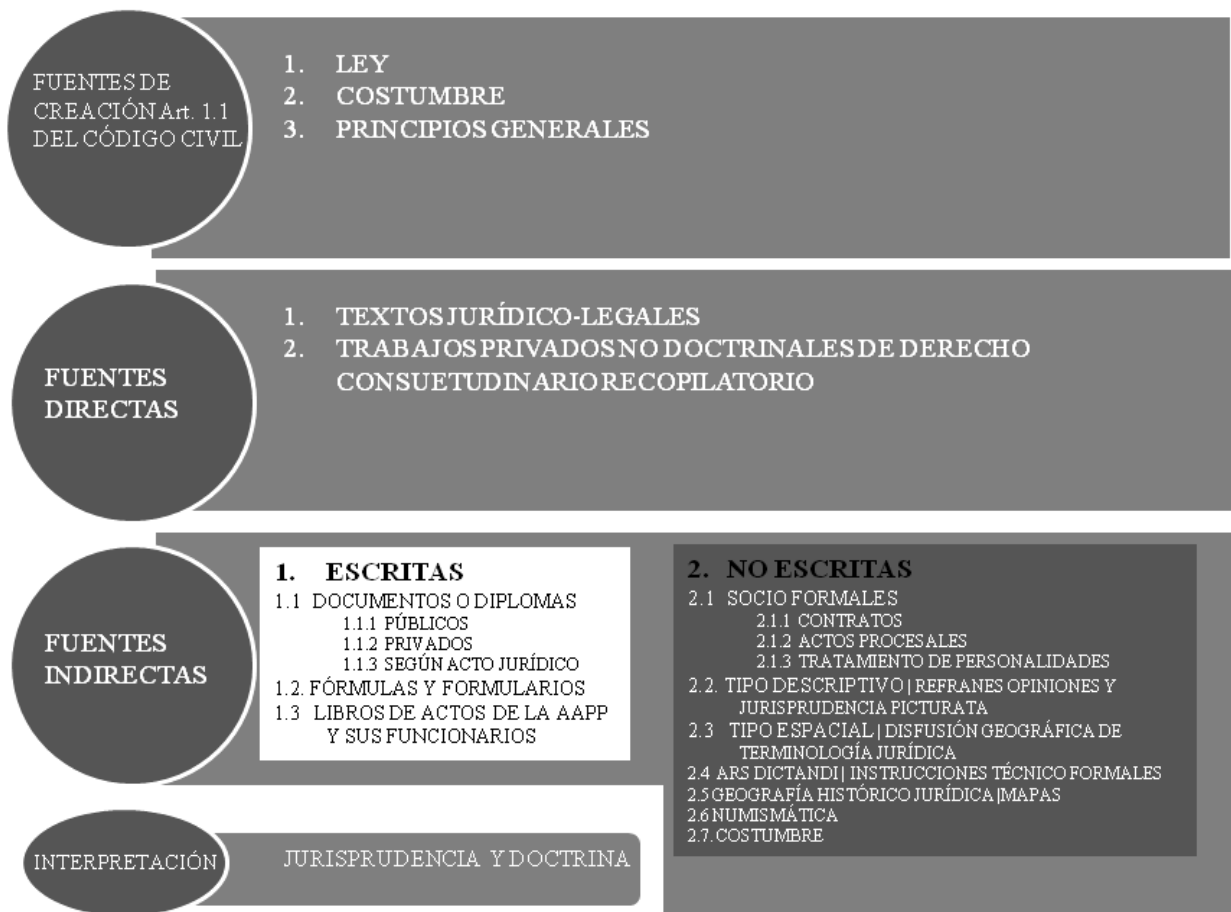 FUENTES DE
CREACIÓN Art. 1.1
DEL CÓDIGO CIVIL
1. LEY
2. COSTUMBRE
3. PRINCIPIOS GENERALES
FUENTES
DIRECTAS
1. TEXTOS JURÍDICO-LEGALES
2. TRABAJOS PRIVADOS NO DOCTRINALES DE DERECHO
CONSUETUDINARIO RECOPILATORIO
FUENTES
INDIRECTAS
1. ESCRITAS
1.1 DOCUMENTOS O DIPLOMAS
1.1.1 PÚBLICOS
1.1.2 PRIVADOS
1.1.3 SEGÚN ACTO JURÍDICO
1.2. FÓRMULAS Y FORMULARIOS
1.3 LIBROS DE ACTOS DE LA AAPP
Y SUS FUNCIONARIOS
2. NO ESCRITAS
2.1 SOCIO FORMALES
2.1.1 CONTRATOS
2.1.2 ACTOS PROCESALES
2.1.3 TRATAMIENTO DE PERSONALIDADES
2.2. TIPO DESCRIPTIVO | REFRANES OPINIONES Y
JURISPRUDENCIA PICTURATA
2.3 TIPO ESPACIAL | DISFUSIÓN GEOGRÁFICA DE
TERMINOLOGÍA JURÍDICA
2.4 ARS DICTANDI | INSTRUCCIONES TÉCNICO FORMALES
2.5 GEOGRAFÍA HISTÓRICO JURÍDICA | MAPAS
2.6 NUMISMÁTICA
2.7. COSTUMBRE
INTERPRETACIÓN
JURISPRUDENCIA Y DOCTRINA